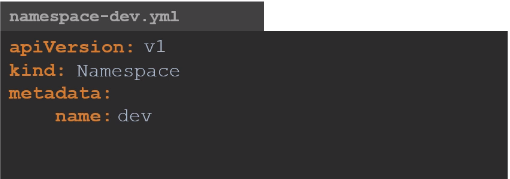 namespace-dev.yml
apiVersion: v1
kind: Namespace
metadata:
    name: dev